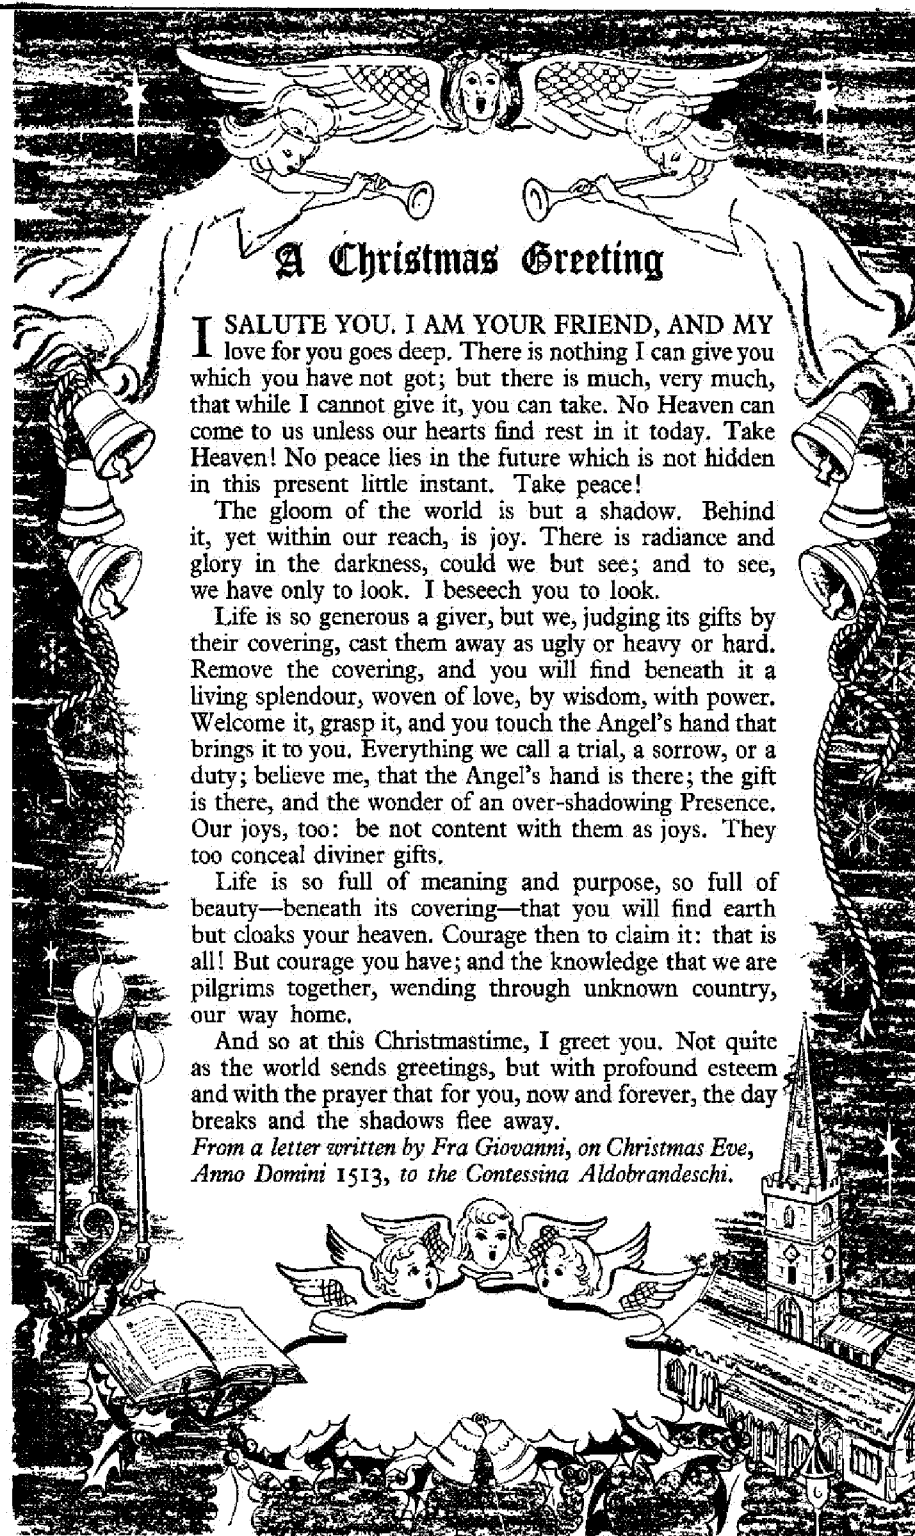 A Christmas Greeting
I SALUTE YOU. I AM YOUR FRIEND, AND MY
love for you goes deep. There is nothing I can give you
which you have not got; but there is much, very much,
that while I cannot give it, you can take. No Heaven can
come to us unless our hearts find rest in it today. Take
Heaven! No peace lies in the future which is not hidden
in this present little instant. Take peace!
The gloom of the world is but a shadow. Behind
it, yet within our reach, is joy. There is radiance and
glory in the darkness, could we but see; and to see,
we have only to look. I beseech you to look.
Life is so generous a giver, but we, judging its gifts by
their covering, cast them away as ugly or heavy or hard.
Remove the covering, and you will find beneath it a
living splendour, woven of love, by wisdom, with power.
Welcome it, grasp it, and you touch the Angel's hand that
brings it to you. Everything we call a trial, a sorrow, or a
duty; believe me, that the Angel's hand is there; the gift
is there, and the wonder of an over-shadowing Presence.
Our joys, too: be not content with them as joys. They
too conceal diviner gifts.
Life is so full of meaning and purpose, so full of
beauty—beneath its covering—that you will find earth
but cloaks your heaven. Courage then to claim it: that is
all! But courage you have; and the knowledge that we are
pilgrims together, wending through unknown country,
our way home.
And so at this Christmastime, I greet you. Not quite
as the world sends greetings, but with profound esteem
and with the prayer that for you, now and forever, the day
breaks and the shadows flee away.
From a letter written by Fra Giovanni, on Christmas Eve,
Anno Domini 1513, to the Contessina Aldobrandeschi.